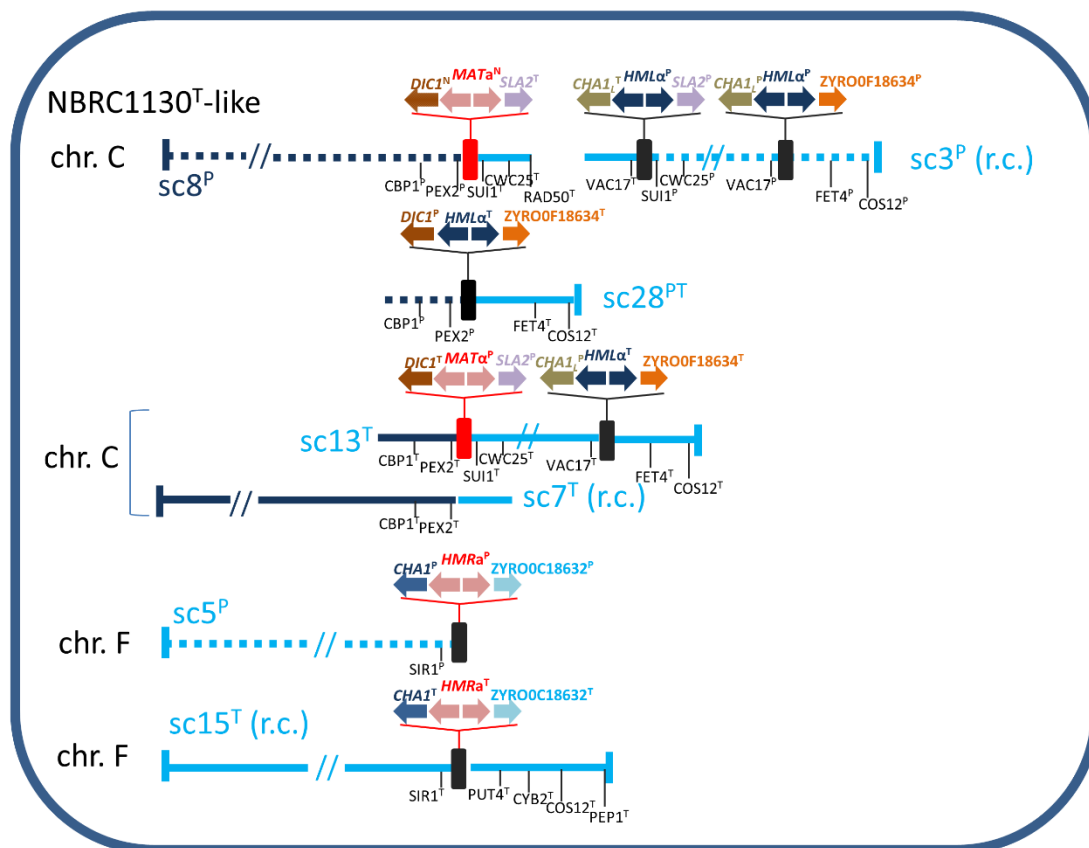 DIC1ᴺ MATaᴺ SLA2ᵀ CHA1Lᵀ HMLαᴾ SLA2ᴾ CHA1Lᴾ HMLαᴾ ZYRO0F18634ᴾ
NBRC1130ᵀ-like
chr. C
sc8ᴾ
sc3ᴾ (r.c.)
CBP1ᴾ PEX2ᴾ SUI1ᵀ CWC25ᵀ RAD50ᵀ VAC17ᵀ SUI1ᴾ CWC25ᴾ VAC17ᴾ FET4ᴾ COS12ᴾ
DIC1ᴾ HMLαᵀ ZYRO0F18634ᵀ
sc28ᴾᵀ
CBP1ᴾ PEX2ᴾ FET4ᵀ COS12ᵀ
DIC1ᵀ MATαᴾ SLA2ᴾ CHA1Lᴾ HMLαᵀ ZYRO0F18634ᵀ
sc13ᵀ
CBP1ᵀ PEX2ᵀ SUI1ᵀ CWC25ᵀ VAC17ᵀ FET4ᵀ COS12ᵀ
chr. C
sc7ᵀ (r.c.)
CBP1ᵀ PEX2ᵀ
CHA1ᴾ HMRaᴾ ZYRO0C18632ᴾ
sc5ᴾ
chr. F
SIR1ᴾ
CHA1ᵀ HMRaᵀ ZYRO0C18632ᵀ
sc15ᵀ (r.c.)
chr. F
SIR1ᵀ PUT4ᵀ CYB2ᵀ COS12ᵀ PEP1ᵀ